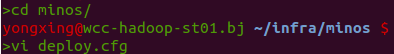 >cd minos/
yongxing@wcc-hadoop-st01.bj ~/infra/minos $
>vi deploy.cfg